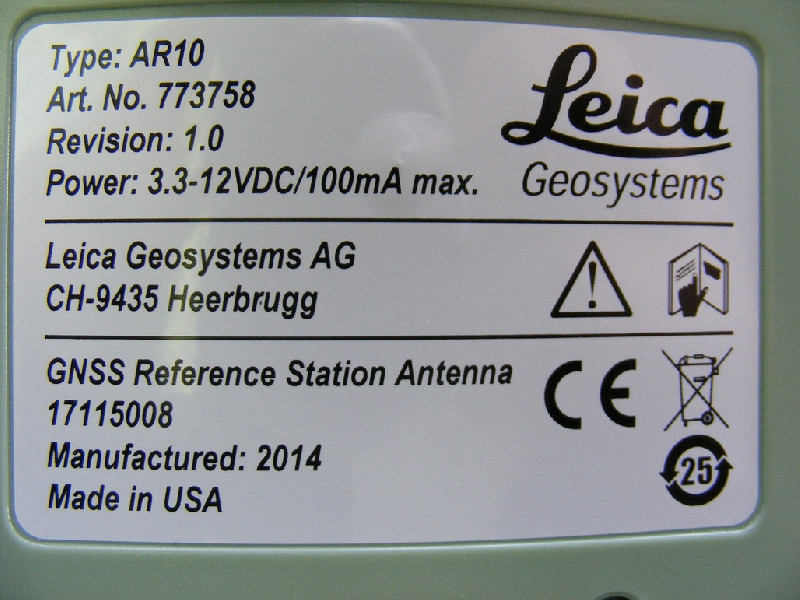 Type: AR10
Art. No. 773758
Revision: 1.0
Power: 3.3-12VDC/100mA max.
Leica
Geosystems
Leica Geosystems AG
CH-9435 Heerbrugg
GNSS Reference Station Antenna
17115008
Manufactured: 2014
Made in USA
CE
25